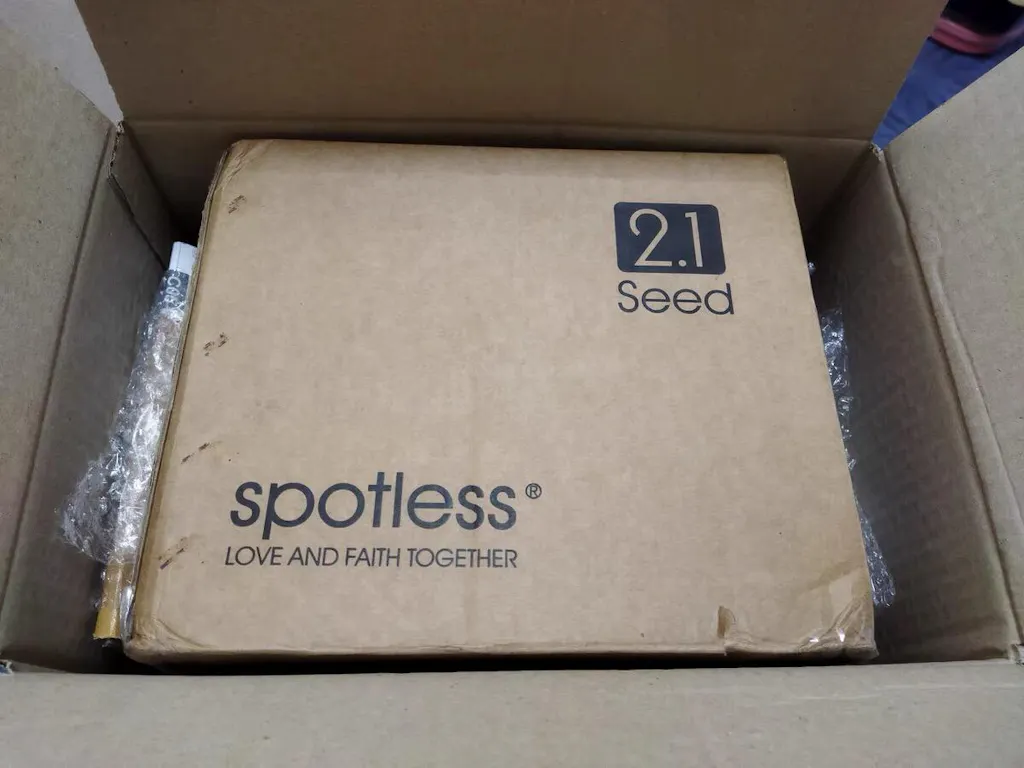 2.1
Seed
spotless®
LOVE AND FAITH TOGETHER